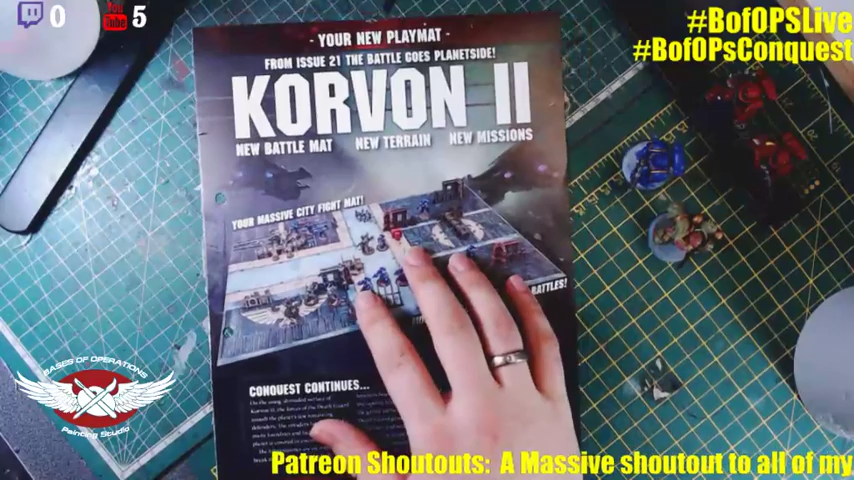 0
You
Tube
5
#BofOPSLive
#BofOPsConquest
- YOUR NEW PLAYMAT -
FROM ISSUE 21 THE BATTLE GOES PLANETSIDE!
KORVON II
NEW BATTLE MAT NEW TERRAIN NEW MISSIONS
YOUR MASSIVE CITY FIGHT MAT!
BATTLES!
CONQUEST CONTINUES...
BASES OF OPERATIONS
Painting Studio
Patreon Shoutouts: A Massive shoutout to all of my